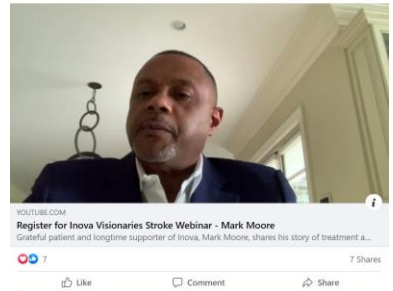 i
YOUTUBE.COM
Register for Inova Visionaries Stroke Webinar - Mark Moore
Grateful patient and longtime supporter of Inova, Mark Moore, shares his story of treatment a...
7
7 Shares
Like
Comment
Share